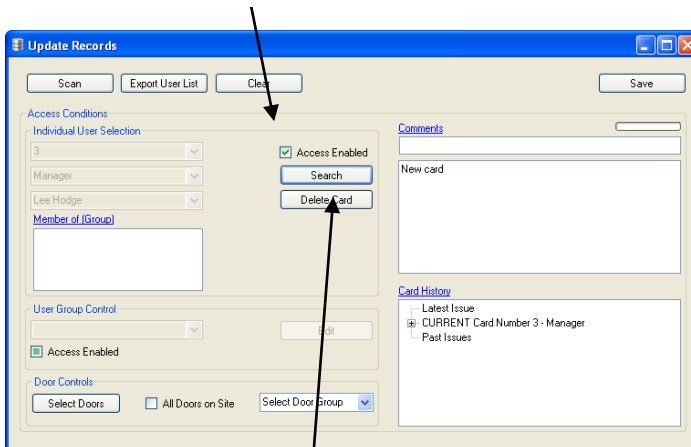 Update Records
Scan
Export User List
Clear
Save
Access Conditions
Individual User Selection
3
Manager
Lee Hodge
Member of (Group)
Access Enabled
Search
Delete Card
User Group Control
Edit
Access Enabled
Door Controls
Select Doors
All Doors on Site
Select Door Group
Comments
New card
Card History
Latest Issue
CURRENT Card Number 3 - Manager
Past Issues